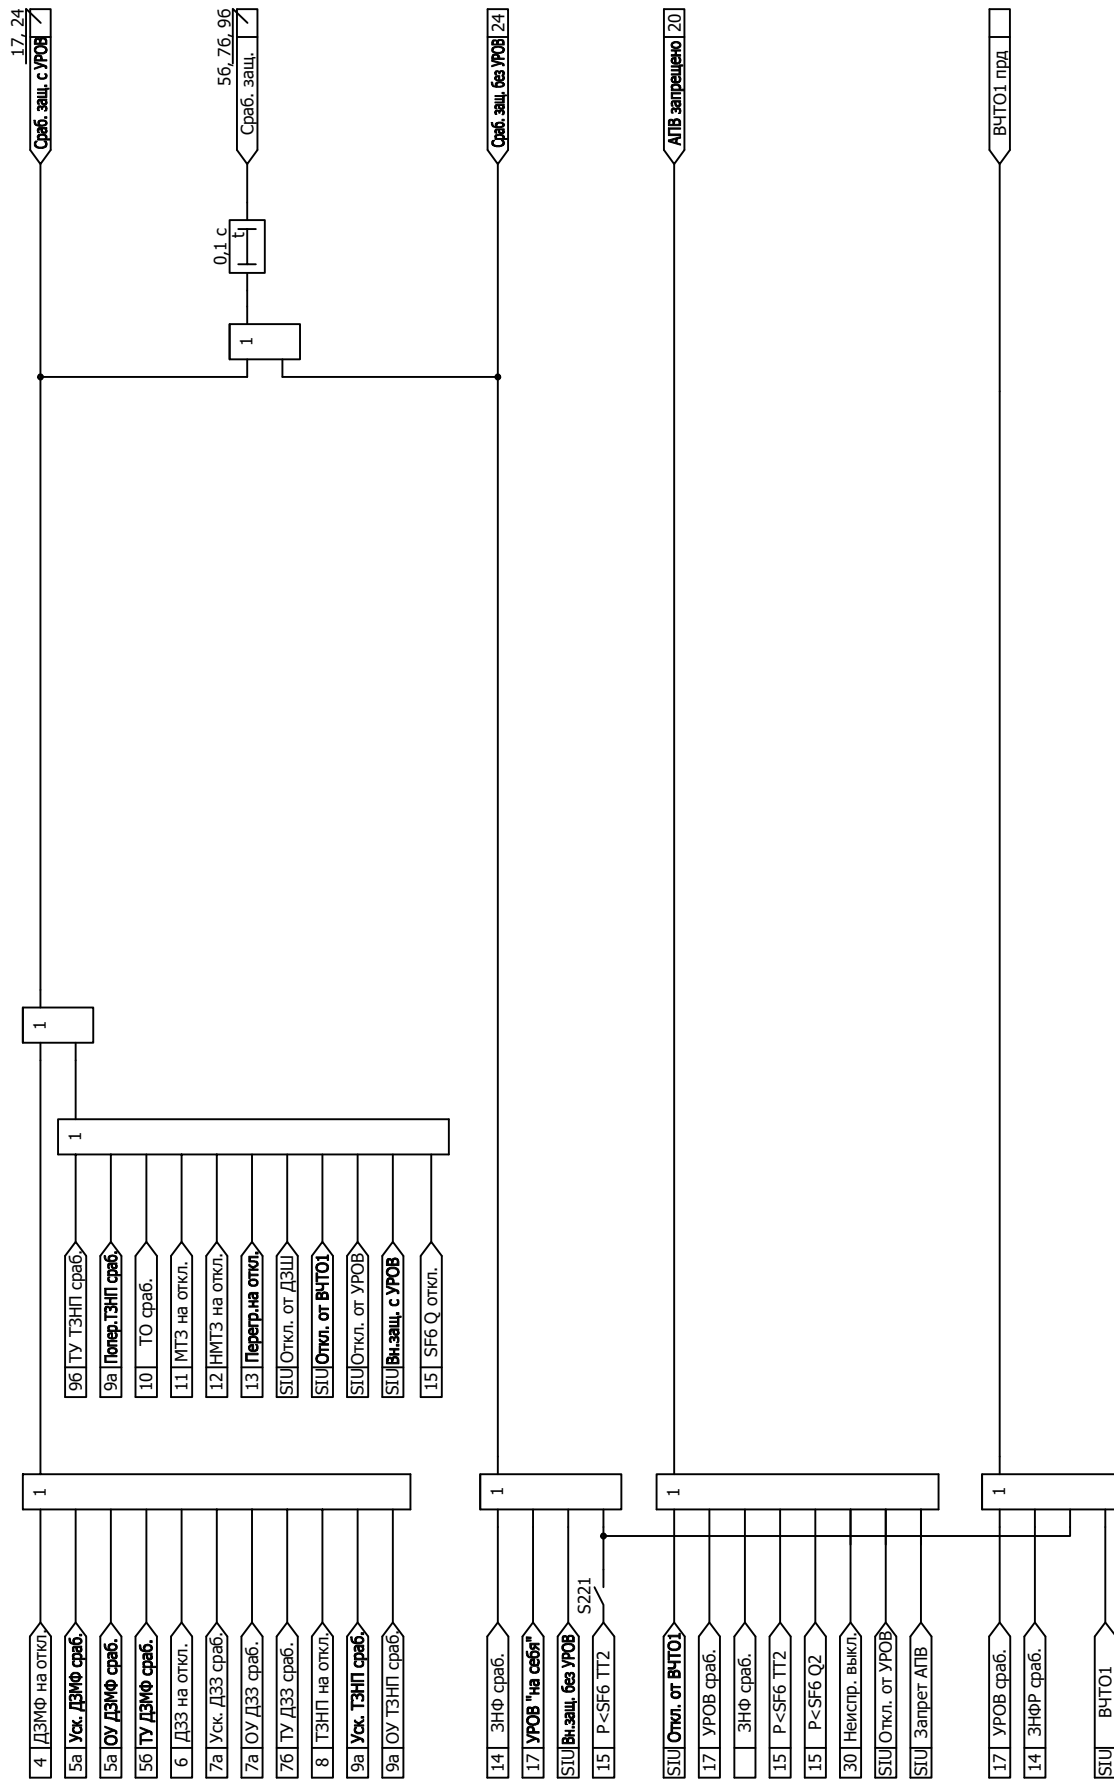 4 ДЗМФ на откл.
5а Уск. ДЗМФ сраб.
5а ОУ ДЗМФ сраб.
5б ТУ ДЗМФ сраб.
6 ДЗЗ на откл.
7а Уск. ДЗЗ сраб.
7а ОУ ДЗЗ сраб.
7б ТУ ДЗЗ сраб.
8 ТЗНП на откл.
9а Уск. ТЗНП сраб.
9а ОУ ТЗНП сраб.
1
9б ТУ ТЗНП сраб.
9а Попер.ТЗНП сраб.
10 ТО сраб.
11 МТЗ на откл.
12 НМТЗ на откл.
13 Перегр.на откл.
SIU Откл. от ДЗШ
SIU Откл. от ВЧТО1
SIU Откл. от УРОВ
SIU Вн.защ. с УРОВ
15 SF6 Q откл.
1
1
Сраб. защ. с УРОВ
17, 24
1
0,1 с
t
Сраб. защ.
5б, 7б, 9б
14 ЗНФ сраб.
17 УРОВ "на себя"
SIU Вн.защ. без УРОВ
15 P<SF6 ТТ2
S221
1
Сраб. защ. без УРОВ 24
SIU Откл. от ВЧТО1
17 УРОВ сраб.
ЗНФ сраб.
15 P<SF6 ТТ2
15 P<SF6 Q2
30 Неиспр. выкл.
SIU Откл. от УРОВ
SIU Запрет АПВ
1
АПВ запрещено 20
17 УРОВ сраб.
14 ЗНФР сраб.
SIU ВЧТО1
1
ВЧТО1 прд